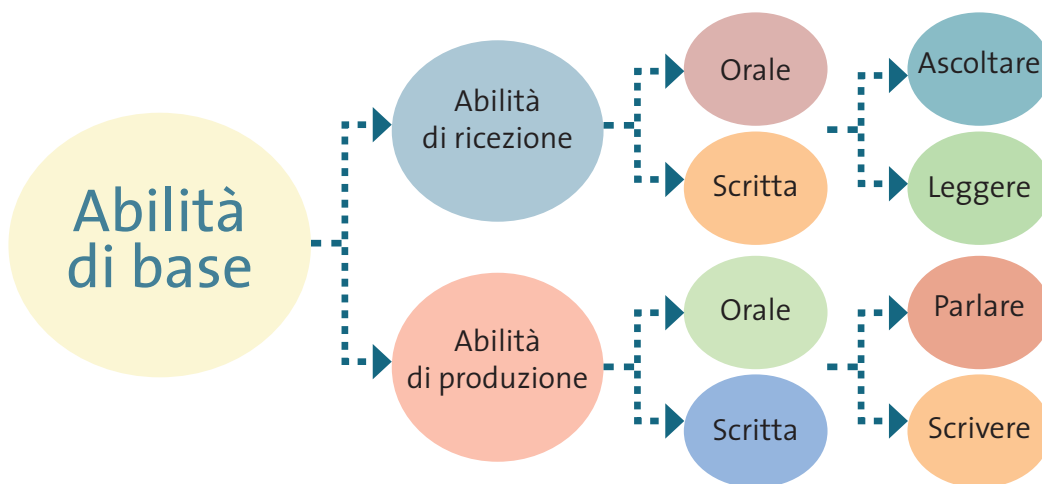 Abilità
di base
Abilità
di ricezione
Orale
Scritta
Ascoltare
Leggere
Abilità
di produzione
Orale
Scritta
Parlare
Scrivere